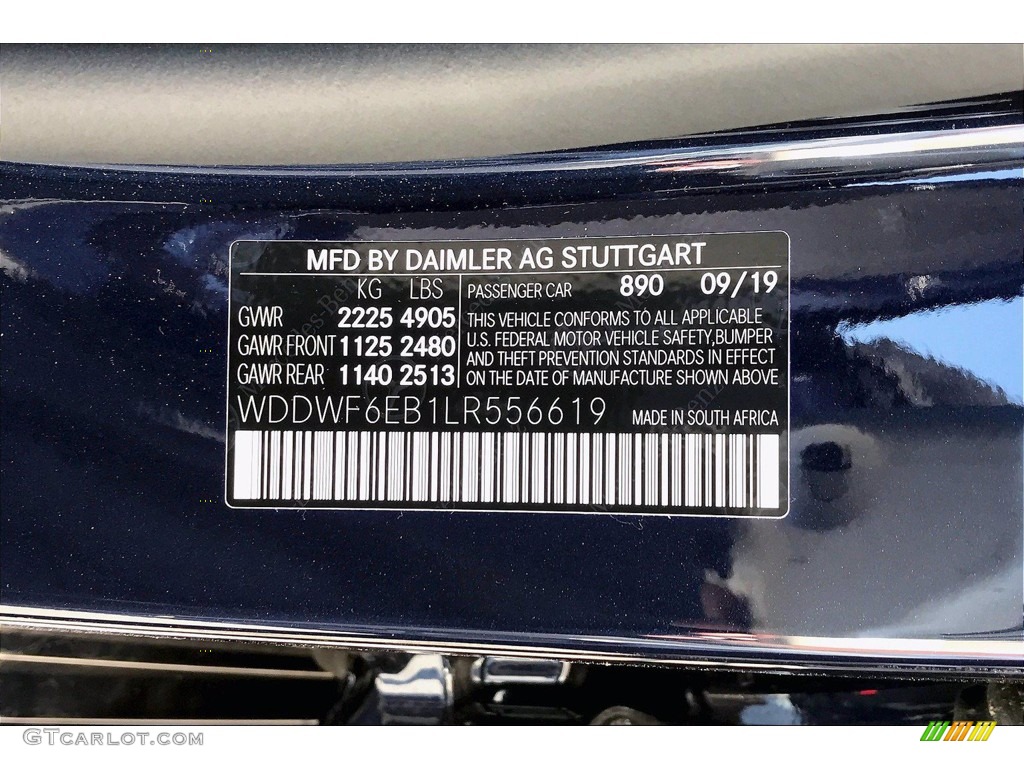 MFD BY DAIMLER AG STUTTGART
KG LBS
GVWR 2225 4905
GAWR FRONT 1125 2480
GAWR REAR 1140 2513
PASSENGER CAR 890 09/19
THIS VEHICLE CONFORMS TO ALL APPLICABLE
U.S. FEDERAL MOTOR VEHICLE SAFETY,BUMPER
AND THEFT PREVENTION STANDARDS IN EFFECT
ON THE DATE OF MANUFACTURE SHOWN ABOVE
WDDWF6EB1LR556619 MADE IN SOUTH AFRICA
GTCARLOT.COM